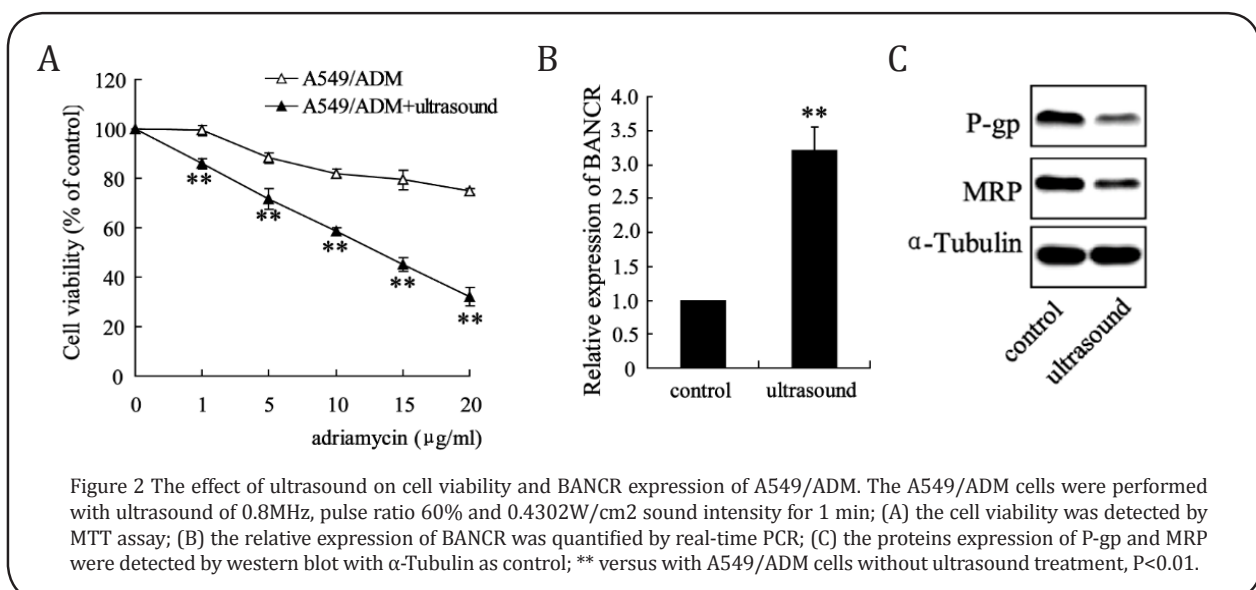 A
B
C
120
100
80
60
40
20
0
Cell viability (% of control)
A549/ADM
A549/ADM+ultrasound
**
**
**
**
**
0 1 5 10 15 20
adriamycin (μg/ml)
4.0
3.5
3.0
2.5
2.0
1.5
1.0
0.5
0
Relative expression of BANCR
**
control ultrasound
P-gp
MRP
α-Tubulin
control
ultrasound
Figure 2 The effect of ultrasound on cell viability and BANCR expression of A549/ADM. The A549/ADM cells were performed
with ultrasound of 0.8MHz, pulse ratio 60% and 0.4302W/cm2 sound intensity for 1 min; (A) the cell viability was detected by
MTT assay; (B) the relative expression of BANCR was quantified by real-time PCR; (C) the proteins expression of P-gp and MRP
were detected by western blot with α-Tubulin as control; ** versus with A549/ADM cells without ultrasound treatment, P<0.01.